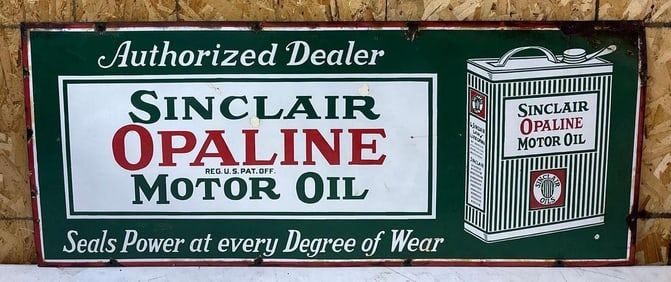 Authorized Dealer
SINCLAIR
OPALINE
REG. U.S. PAT. OFF.
MOTOR OIL
Seals Power at every Degree of Wear
SINCLAIR
OPALINE
MOTOR OIL
SINCLAIR
OILS